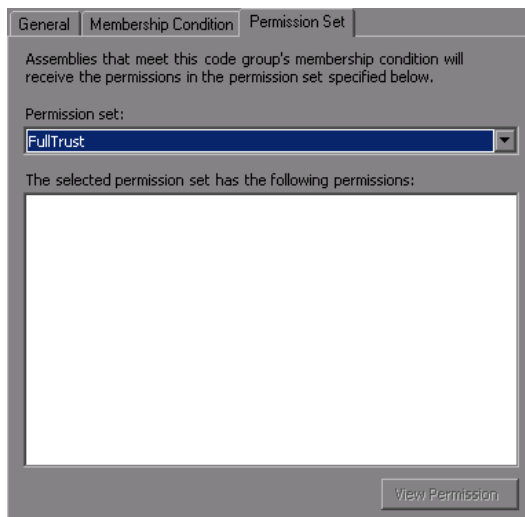 General
Membership Condition
Permission Set
Assemblies that meet this code group's membership condition will
receive the permissions in the permission set specified below.
Permission set:
FullTrust
The selected permission set has the following permissions:
View Permission